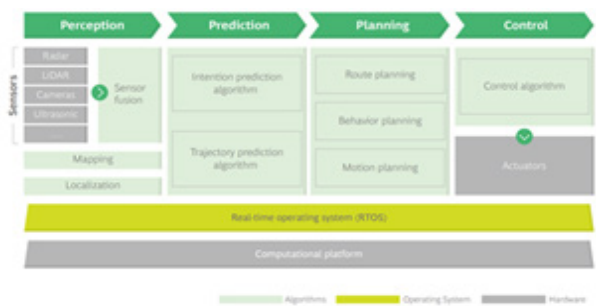 Perception
Prediction
Planning
Control
Sensors
Radar
LiDAR
Cameras
Ultrasonic
...
Sensor
fusion
Mapping
Localization
Intention prediction
algorithm
Trajectory prediction
algorithm
Route planning
Behavior planning
Motion planning
Control algorithm
Actuators
Real-time operating system (RTOS)
Computational platform
Algorithms
Operating System
Hardware